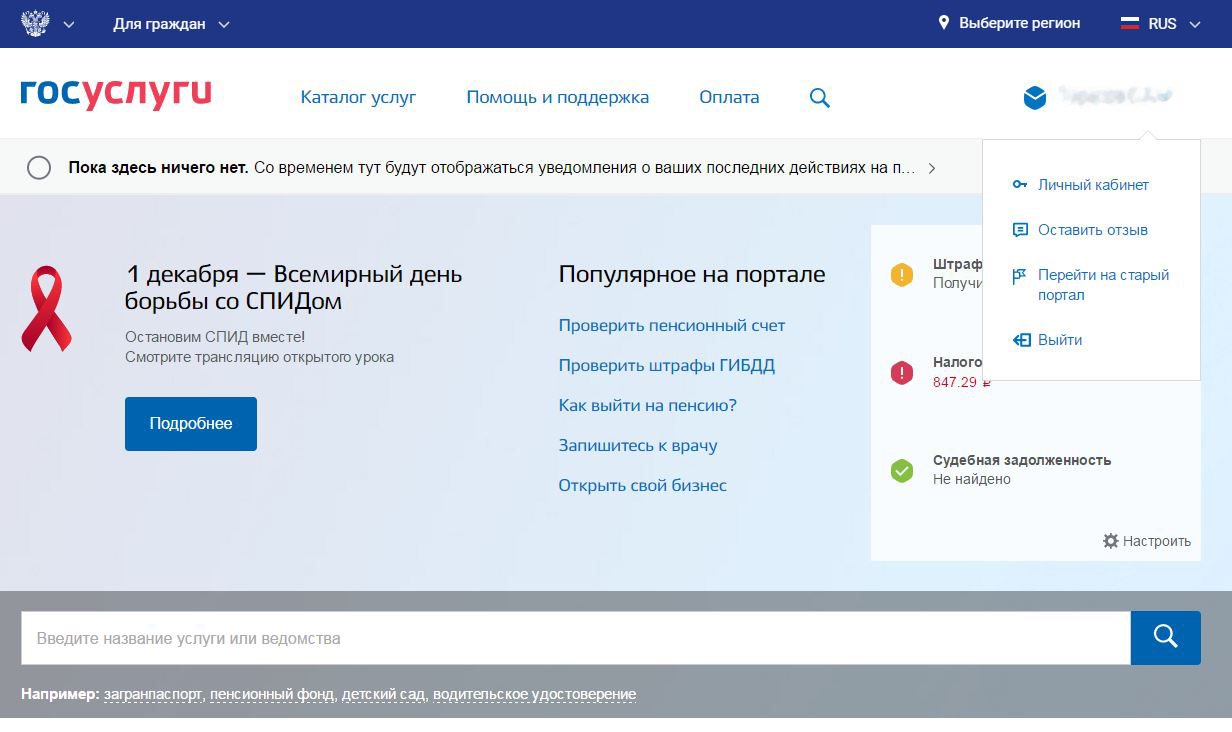 Для граждан
Выберите регион
RUS
госуслуги
Каталог услуг
Помощь и поддержка
Оплата
Пока здесь ничего нет. Со временем тут будут отображаться уведомления о ваших последних действиях на п...
Личный кабинет
Оставить отзыв
Перейти на старый
портал
Выйти
1 декабря — Всемирный день
борьбы со СПИДом
Остановим СПИД вместе!
Смотрите трансляцию открытого урока
Подробнее
Популярное на портале
Проверить пенсионный счет
Проверить штрафы ГИБДД
Как выйти на пенсию?
Запишитесь к врачу
Открыть свой бизнес
Штраф
Получи
Налого
847.29 ₽
Судебная задолженность
Не найдено
Настроить
Введите название услуги или ведомства
Например: загранпаспорт, пенсионный фонд, детский сад, водительское удостоверение